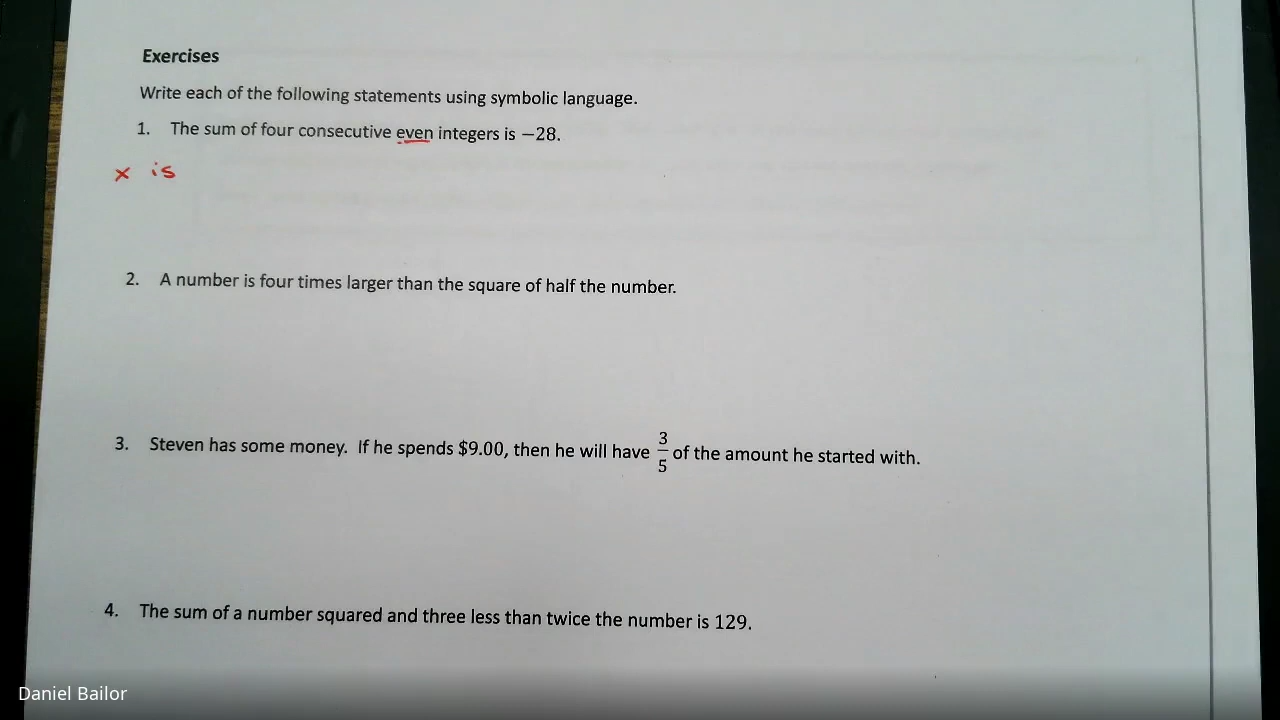 Exercises
Write each of the following statements using symbolic language.
1. The sum of four consecutive even integers is −28.
x is
2. A number is four times larger than the square of half the number.
3. Steven has some money. If he spends $9.00, then he will have 3/5 of the amount he started with.
4. The sum of a number squared and three less than twice the number is 129.
Daniel Bailor